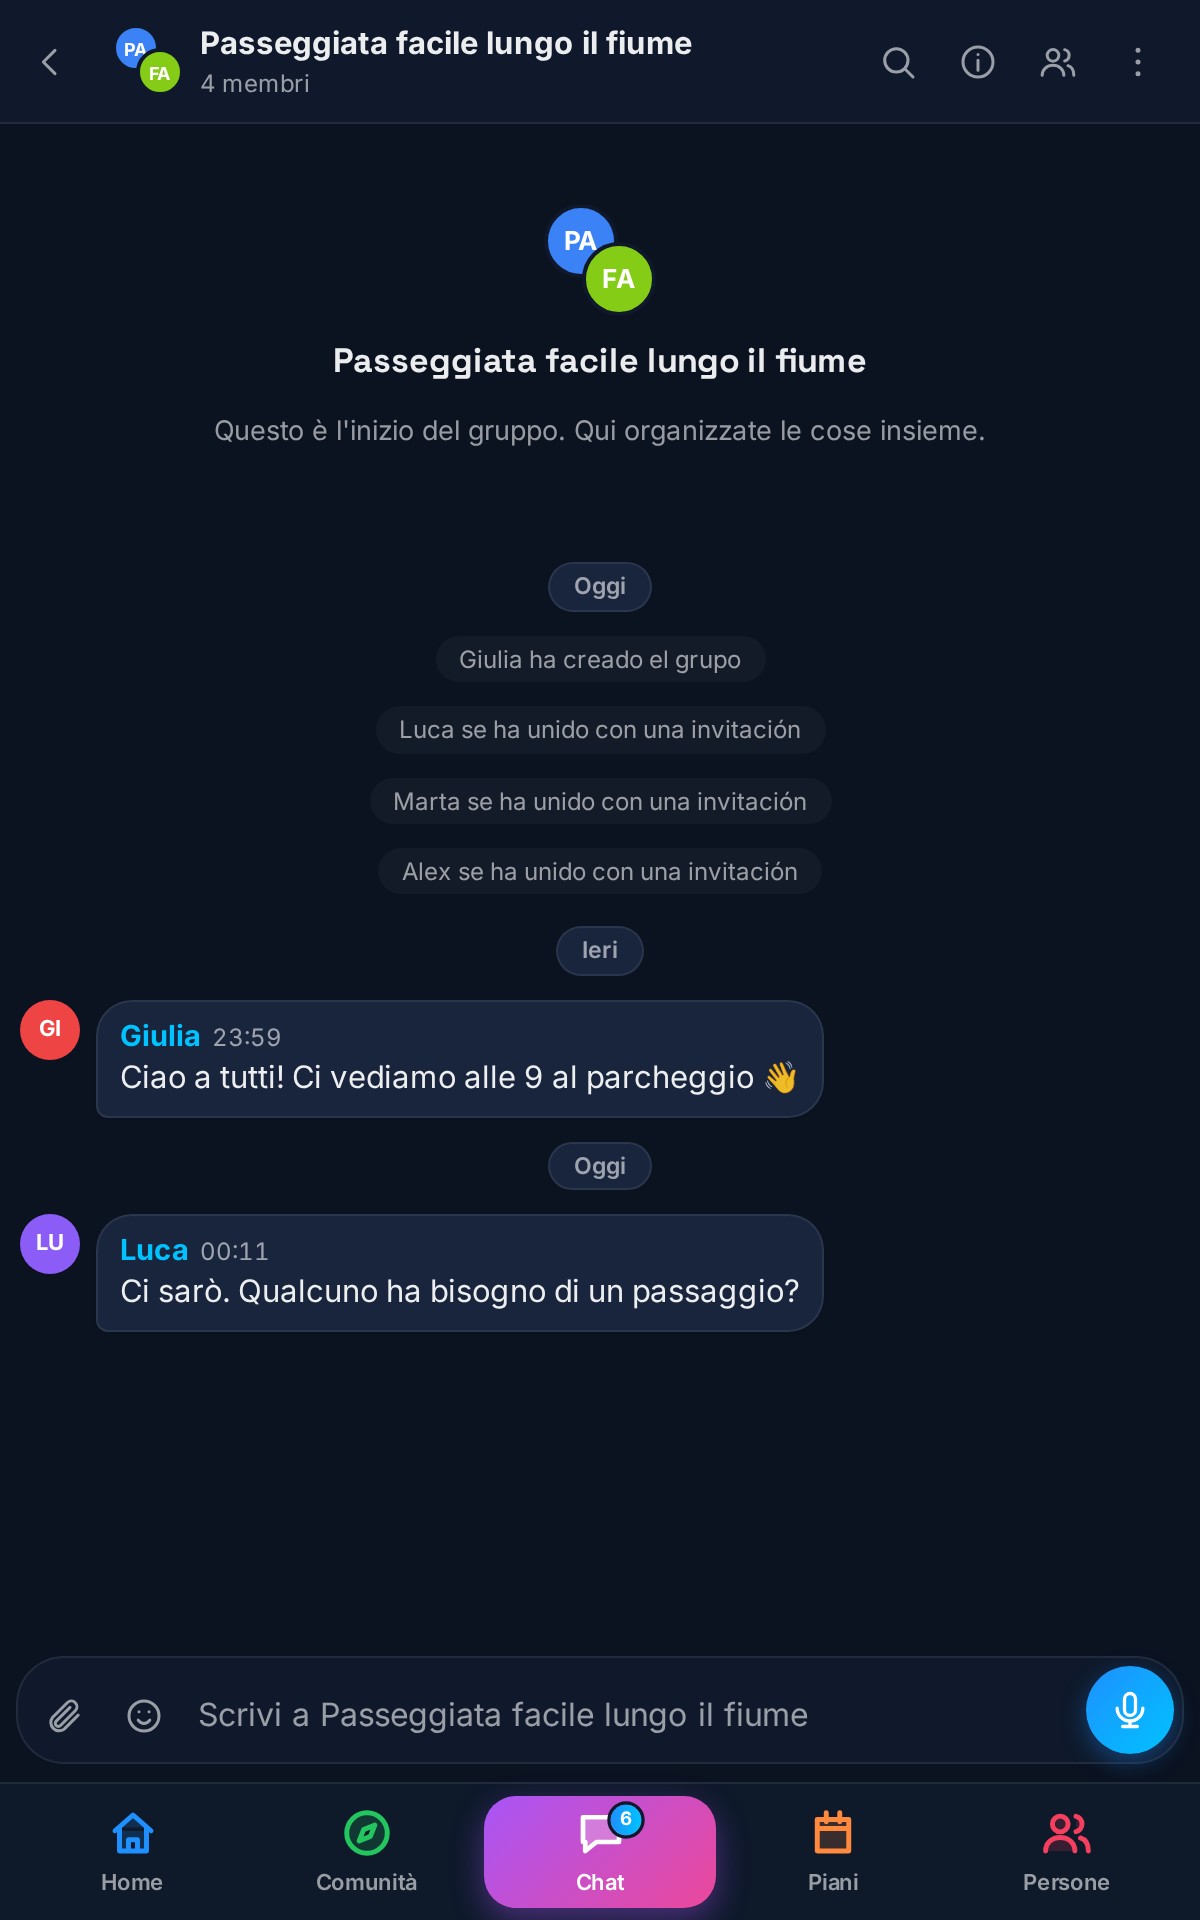 PA
FA
Passeggiata facile lungo il fiume
4 membri
PA
FA
Passeggiata facile lungo il fiume
Questo è l'inizio del gruppo. Qui organizzate le cose insieme.
Oggi
Giulia ha creado el grupo
Luca se ha unido con una invitación
Marta se ha unido con una invitación
Alex se ha unido con una invitación
Ieri
GI
Giulia 23:59
Ciao a tutti! Ci vediamo alle 9 al parcheggio 👋
Oggi
LU
Luca 00:11
Ci sarò. Qualcuno ha bisogno di un passaggio?
Scrivi a Passeggiata facile lungo il fiume
6
Home
Comunità
Chat
Piani
Persone